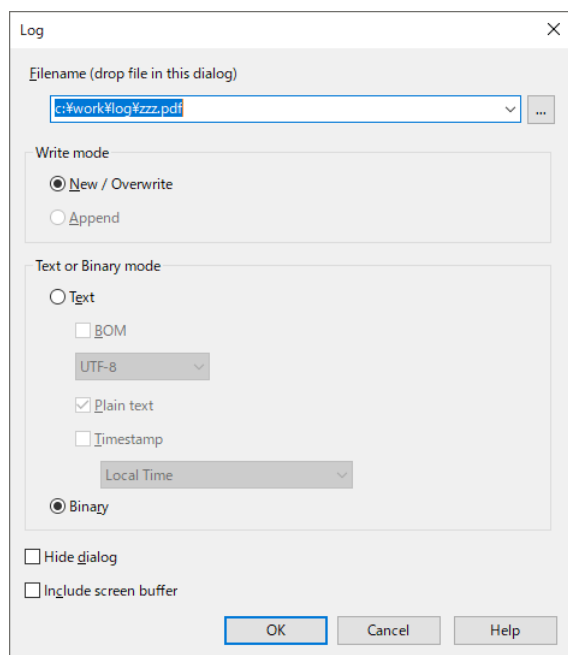 Log
Filename (drop file in this dialog)
c:¥work¥log¥zzz.pdf
...
Write mode
New / Overwrite
Append
Text or Binary mode
Text
BOM
UTF-8
Plain text
Timestamp
Local Time
Binary
Hide dialog
Include screen buffer
OK Cancel Help